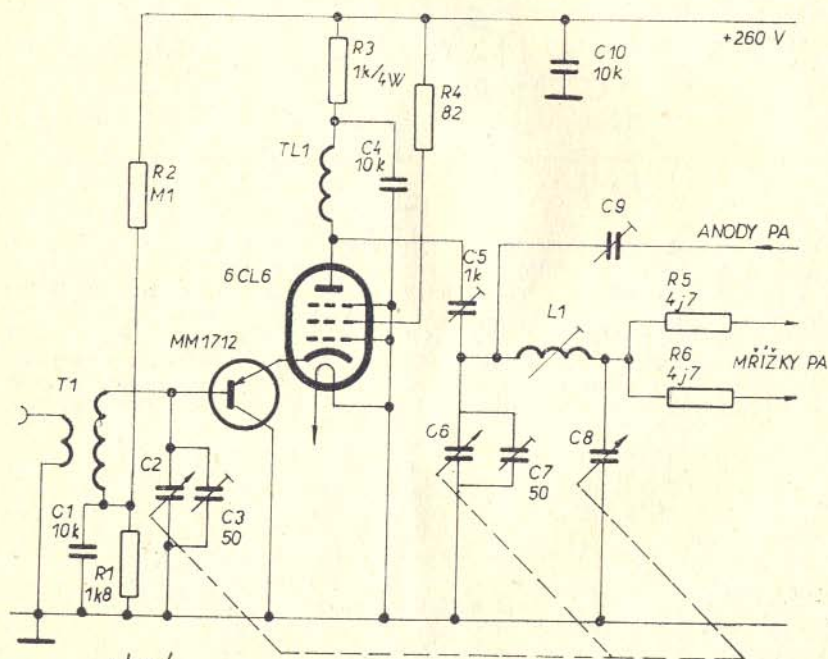 +260 V
R3
1k/4W
C10
10k
R4
82
TL1
C4
10k
R2
M1
C9
ANODY PA
C5
1k
6CL6
R5
4j7
L1
MM1712
R6
4j7
MŘÍŽKY PA
T1
C2
C3
50
C6
C7
50
C8
C1
10k
R1
1k8